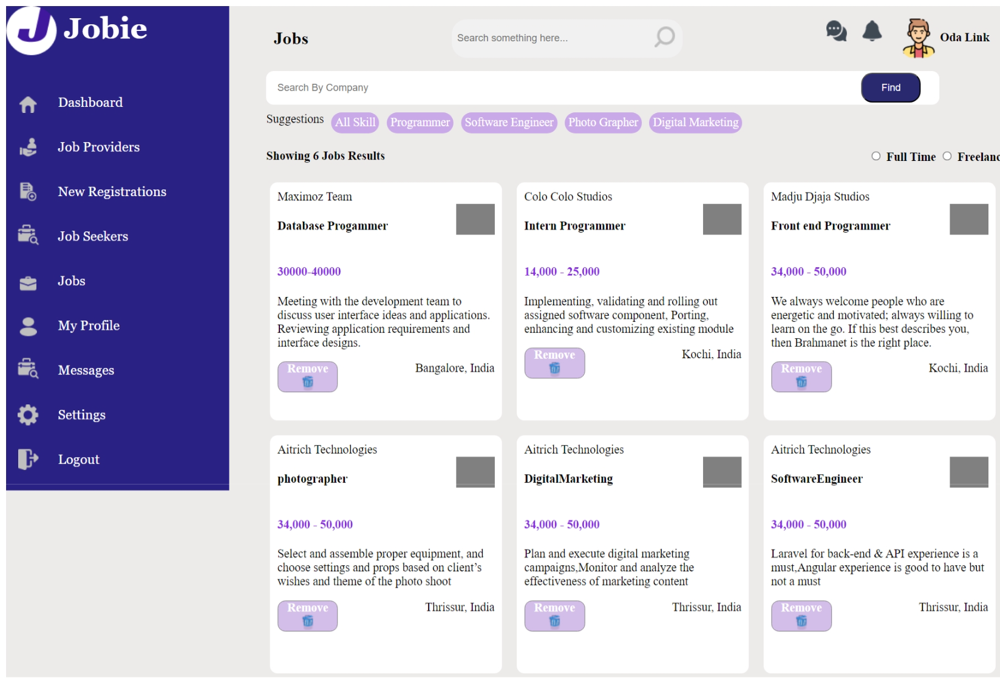 Jobie
Dashboard
Job Providers
New Registrations
Job Seekers
Jobs
My Profile
Messages
Settings
Logout
Jobs
Search something here...
Oda Link
Search By Company
Find
Suggestions All Skill Programmer Software Engineer Photo Grapher Digital Marketing
Showing 6 Jobs Results
Full Time Freelanc
Maximoz Team
Database Progammer
30000-40000
Meeting with the development team to
discuss user interface ideas and applications.
Reviewing application requirements and
interface designs.
Remove
Bangalore, India
Colo Colo Studios
Intern Programmer
14,000 - 25,000
Implementing, validating and rolling out
assigned software component, Porting,
enhancing and customizing existing module
Remove
Kochi, India
Madju Djaja Studios
Front end Programmer
34,000 - 50,000
We always welcome people who are
energetic and motivated; always willing to
learn on the go. If this best describes you,
then Brahmanet is the right place.
Remove
Kochi, India
Aitrich Technologies
photographer
34,000 - 50,000
Select and assemble proper equipment, and
choose settings and props based on client’s
wishes and theme of the photo shoot
Remove
Thrissur, India
Aitrich Technologies
DigitalMarketing
34,000 - 50,000
Plan and execute digital marketing
campaigns,Monitor and analyze the
effectiveness of marketing content
Remove
Thrissur, India
Aitrich Technologies
SoftwareEngineer
34,000 - 50,000
Laravel for back-end & API experience is a
must,Angular experience is good to have but
not a must
Remove
Thrissur, India